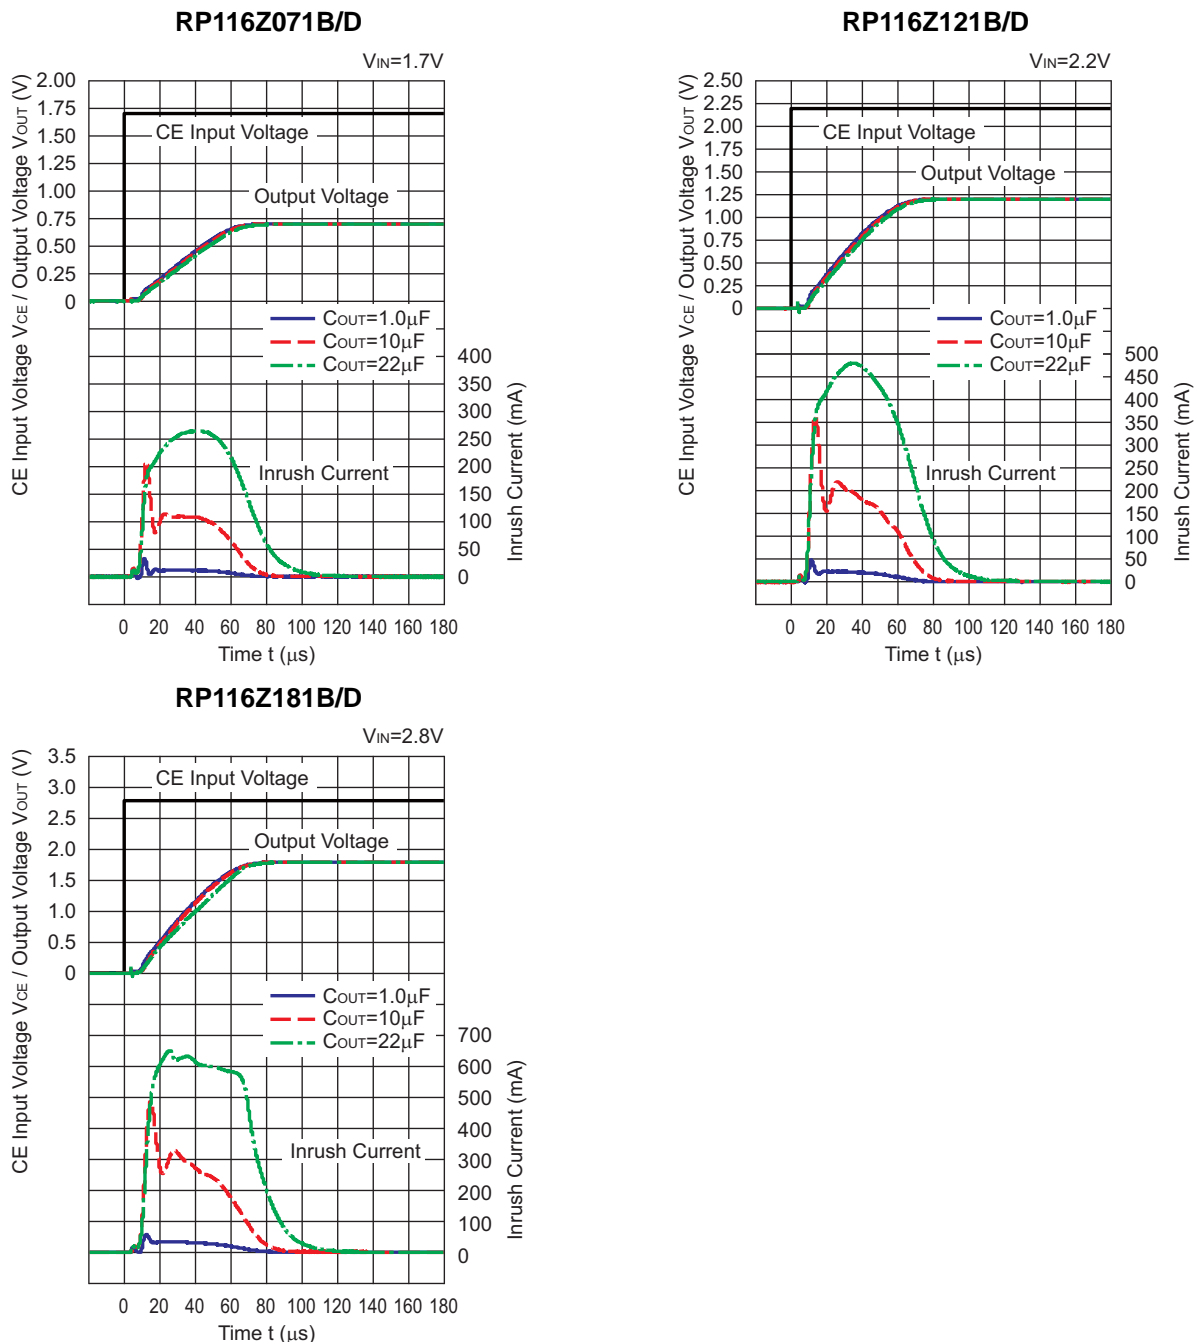 RP116Z071B/D
VIN=1.7V
CE Input Voltage VCE / Output Voltage VOUT (V)
2.00
1.75
1.50
1.25
1.00
0.75
0.50
0.25
0
CE Input Voltage
Output Voltage
COUT=1.0μF
COUT=10μF
COUT=22μF
Inrush Current
400
350
300
250
200
150
100
50
0
Inrush Current (mA)
0 20 40 60 80 100 120 140 160 180
Time t (μs)
RP116Z121B/D
VIN=2.2V
CE Input Voltage VCE / Output Voltage VOUT (V)
2.50
2.25
2.00
1.75
1.50
1.25
1.00
0.75
0.50
0.25
0
CE Input Voltage
Output Voltage
COUT=1.0μF
COUT=10μF
COUT=22μF
Inrush Current
500
450
400
350
300
250
200
150
100
50
0
Inrush Current (mA)
0 20 40 60 80 100 120 140 160 180
Time t (μs)
RP116Z181B/D
VIN=2.8V
CE Input Voltage VCE / Output Voltage VOUT (V)
3.5
3.0
2.5
2.0
1.5
1.0
0.5
0
CE Input Voltage
Output Voltage
COUT=1.0μF
COUT=10μF
COUT=22μF
Inrush Current
700
600
500
400
300
200
100
0
Inrush Current (mA)
0 20 40 60 80 100 120 140 160 180
Time t (μs)